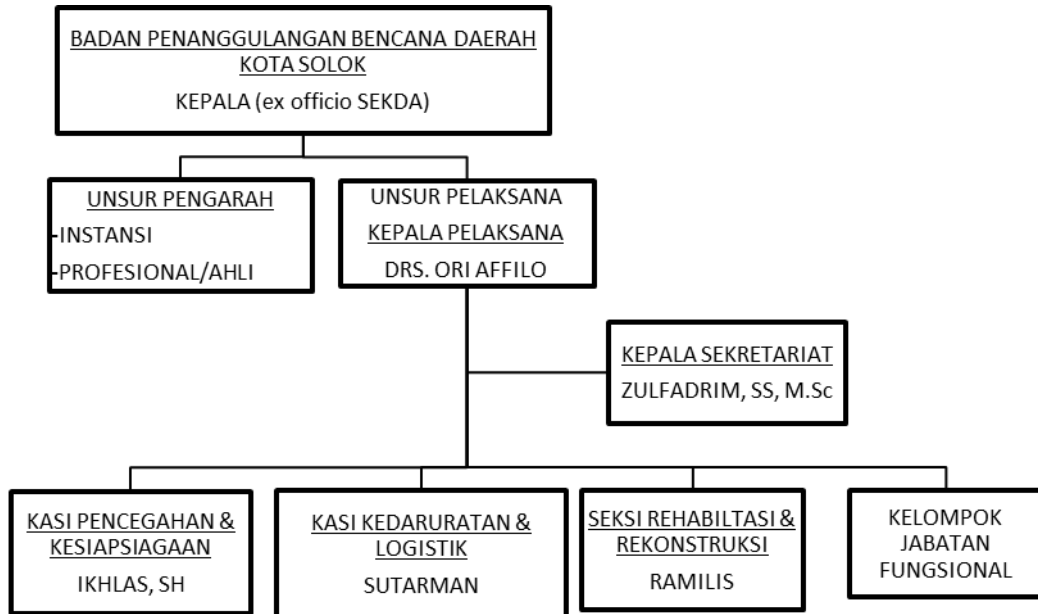 BADAN PENANGGULANGAN BENCANA DAERAH
KOTA SOLOK
KEPALA (ex officio SEKDA)
UNSUR PENGARAH
-INSTANSI
-PROFESIONAL/AHLI
UNSUR PELAKSANA
KEPALA PELAKSANA
DRS. ORI AFFILO
KEPALA SEKRETARIAT
ZULFADRIM, SS, M.Sc
KASI PENCEGAHAN &
KESIAPSIAGAAN
IKHLAS, SH
KASI KEDARURATAN &
LOGISTIK
SUTARMAN
SEKSI REHABILTASI &
REKONSTRUKSI
RAMILIS
KELOMPOK
JABATAN
FUNGSIONAL